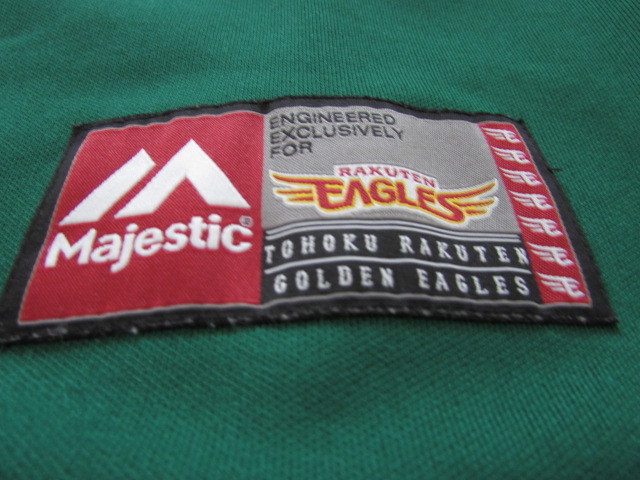 Majestic®
ENGINEERED
EXCLUSIVELY
FOR
RAKUTEN
EAGLES
TOHOKU RAKUTEN
GOLDEN EAGLES
E
E
E
E
E
E
E